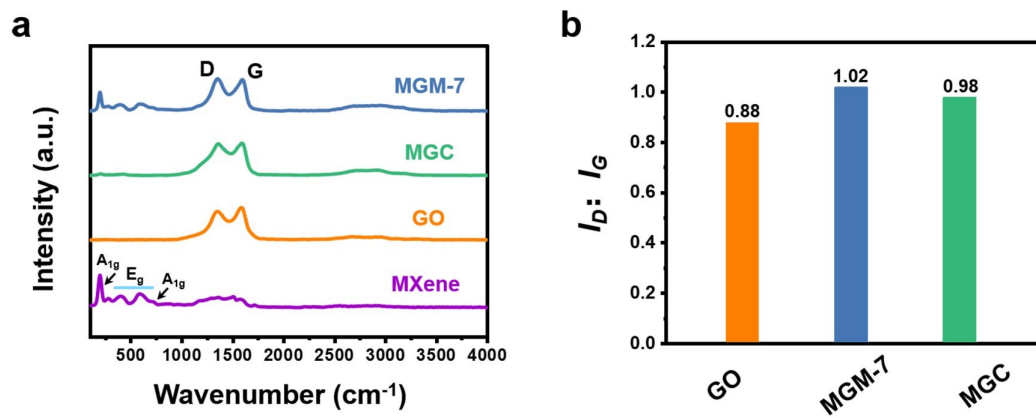 a
D G
MGM-7
MGC
GO
A1g
Eg
A1g
MXene
Intensity (a.u.)
500 1000 1500 2000 2500 3000 3500 4000
Wavenumber (cm⁻¹)
b
1.2
1.0
0.8
0.6
0.4
0.2
0.0
ID: IG
0.88
1.02
0.98
GO
MGM-7
MGC